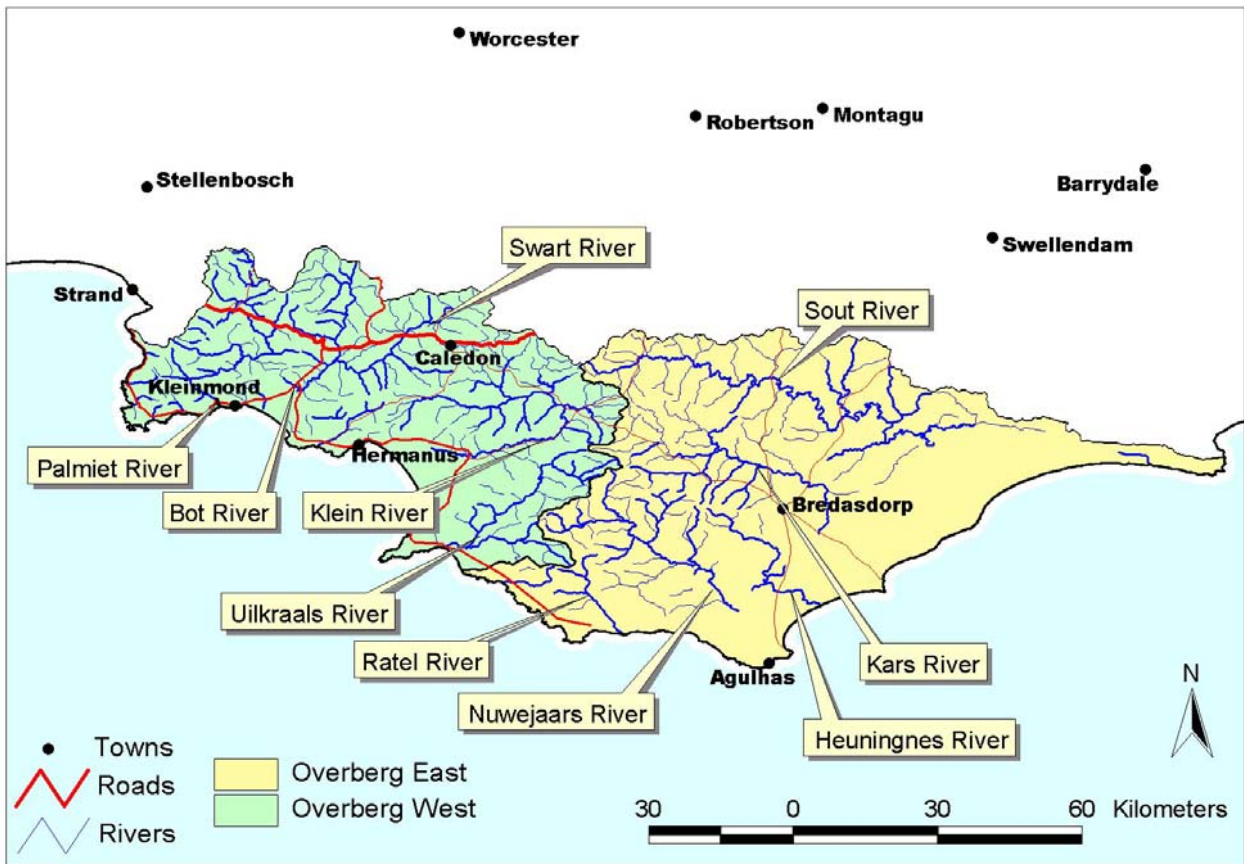 Worcester
Robertson
Montagu
Stellenbosch
Barrydale
Swellendam
Swart River
Strand
Sout River
Caledon
Kleinmond
Hermanus
Palmiet River
Bot River
Klein River
Bredasdorp
Uilkraals River
Ratel River
Kars River
Agulhas
Nuwejaars River
Heuningnes River
N
Towns
Roads
Rivers
Overberg East
Overberg West
30 0 30 60 Kilometers